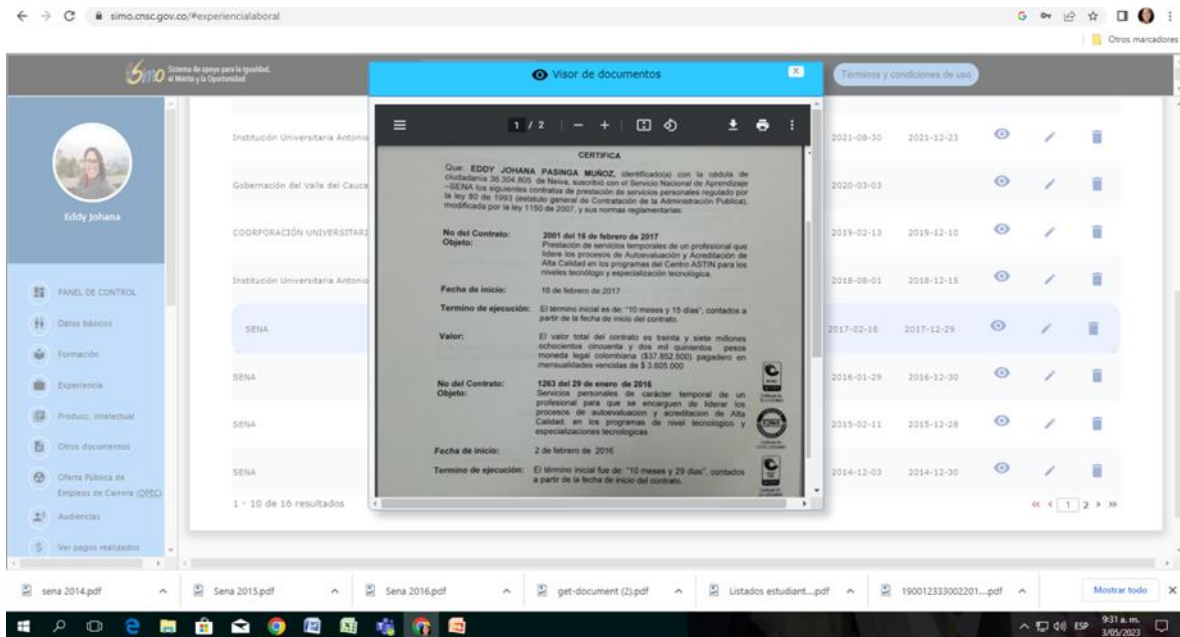 simo.cnsc.gov.co/#experiencialaboral
Otros marcadores
Simo Sistema de apoyo para la Igualdad,
el Mérito y la Oportunidad
Visor de documentos
Términos y condiciones de uso
1 / 2
Eddy Johana
PANEL DE CONTROL
Datos básicos
Formación
Experiencia
Producc. intelectual
Otros documentos
Oferta Pública de
Empleos de Carrera (OPEC)
Audiencias
Ver pagos realizados
Institución Universitaria Antonio
2021-08-30 2021-12-23
Gobernación del Valle del Cauca
2020-03-03
COORPORACIÓN UNIVERSITARI
2019-02-13 2019-12-10
Institución Universitaria Antonio
2018-08-01 2018-12-15
SENA
2017-02-16 2017-12-29
SENA
2016-01-29 2016-12-30
SENA
2015-02-11 2015-12-28
SENA
2014-12-03 2014-12-30
1 - 10 de 16 resultados
1 2
CERTIFICA
Que: EDDY JOHANA PASINGA MUÑOZ, identificado(a) con la cédula de
ciudadanía 36.304.805 de Neiva, suscribió con el Servicio Nacional de Aprendizaje
–SENA los siguientes contratos de prestación de servicios personales regulado por
la ley 80 de 1993 (estatuto general de Contratación de la Administración Publica),
modificada por la ley 1150 de 2007, y sus normas reglamentarias:
No del Contrato: 2001 del 16 de febrero de 2017
Objeto: Prestación de servicios temporales de un profesional que
lidere los procesos de Autoevaluación y Acreditación de
Alta Calidad en los programas del Centro ASTIN para los
niveles tecnólogo y especialización tecnológica.
Fecha de inicio: 16 de febrero de 2017
Termino de ejecución: El término inicial es de: "10 meses y 15 días", contados a
partir de la fecha de inicio del contrato.
Valor: El valor total del contrato es treinta y siete millones
ochocientos cincuenta y dos mil quinientos pesos
moneda legal colombiana ($37.852.500) pagadero en
mensualidades vencidas de $ 3.605.000
No del Contrato: 1263 del 29 de enero de 2016
Objeto: Servicios personales de carácter temporal de un
profesional para que se encarguen de liderar los
procesos de autoevaluacion y acreditacion de Alta
Calidad, en los programas de nivel tecnologico y
especializaciones tecnologicas
Fecha de inicio: 2 de febrero de 2016
Termino de ejecución: El término inicial fue de: "10 meses y 29 días", contados
a partir de la fecha de inicio del contrato.
sena 2014.pdf
Sena 2015.pdf
Sena 2016.pdf
get-document (2).pdf
Listados estudiant....pdf
190012333002201....pdf
Mostrar todo
ESP
9:31 a. m.
3/05/2023